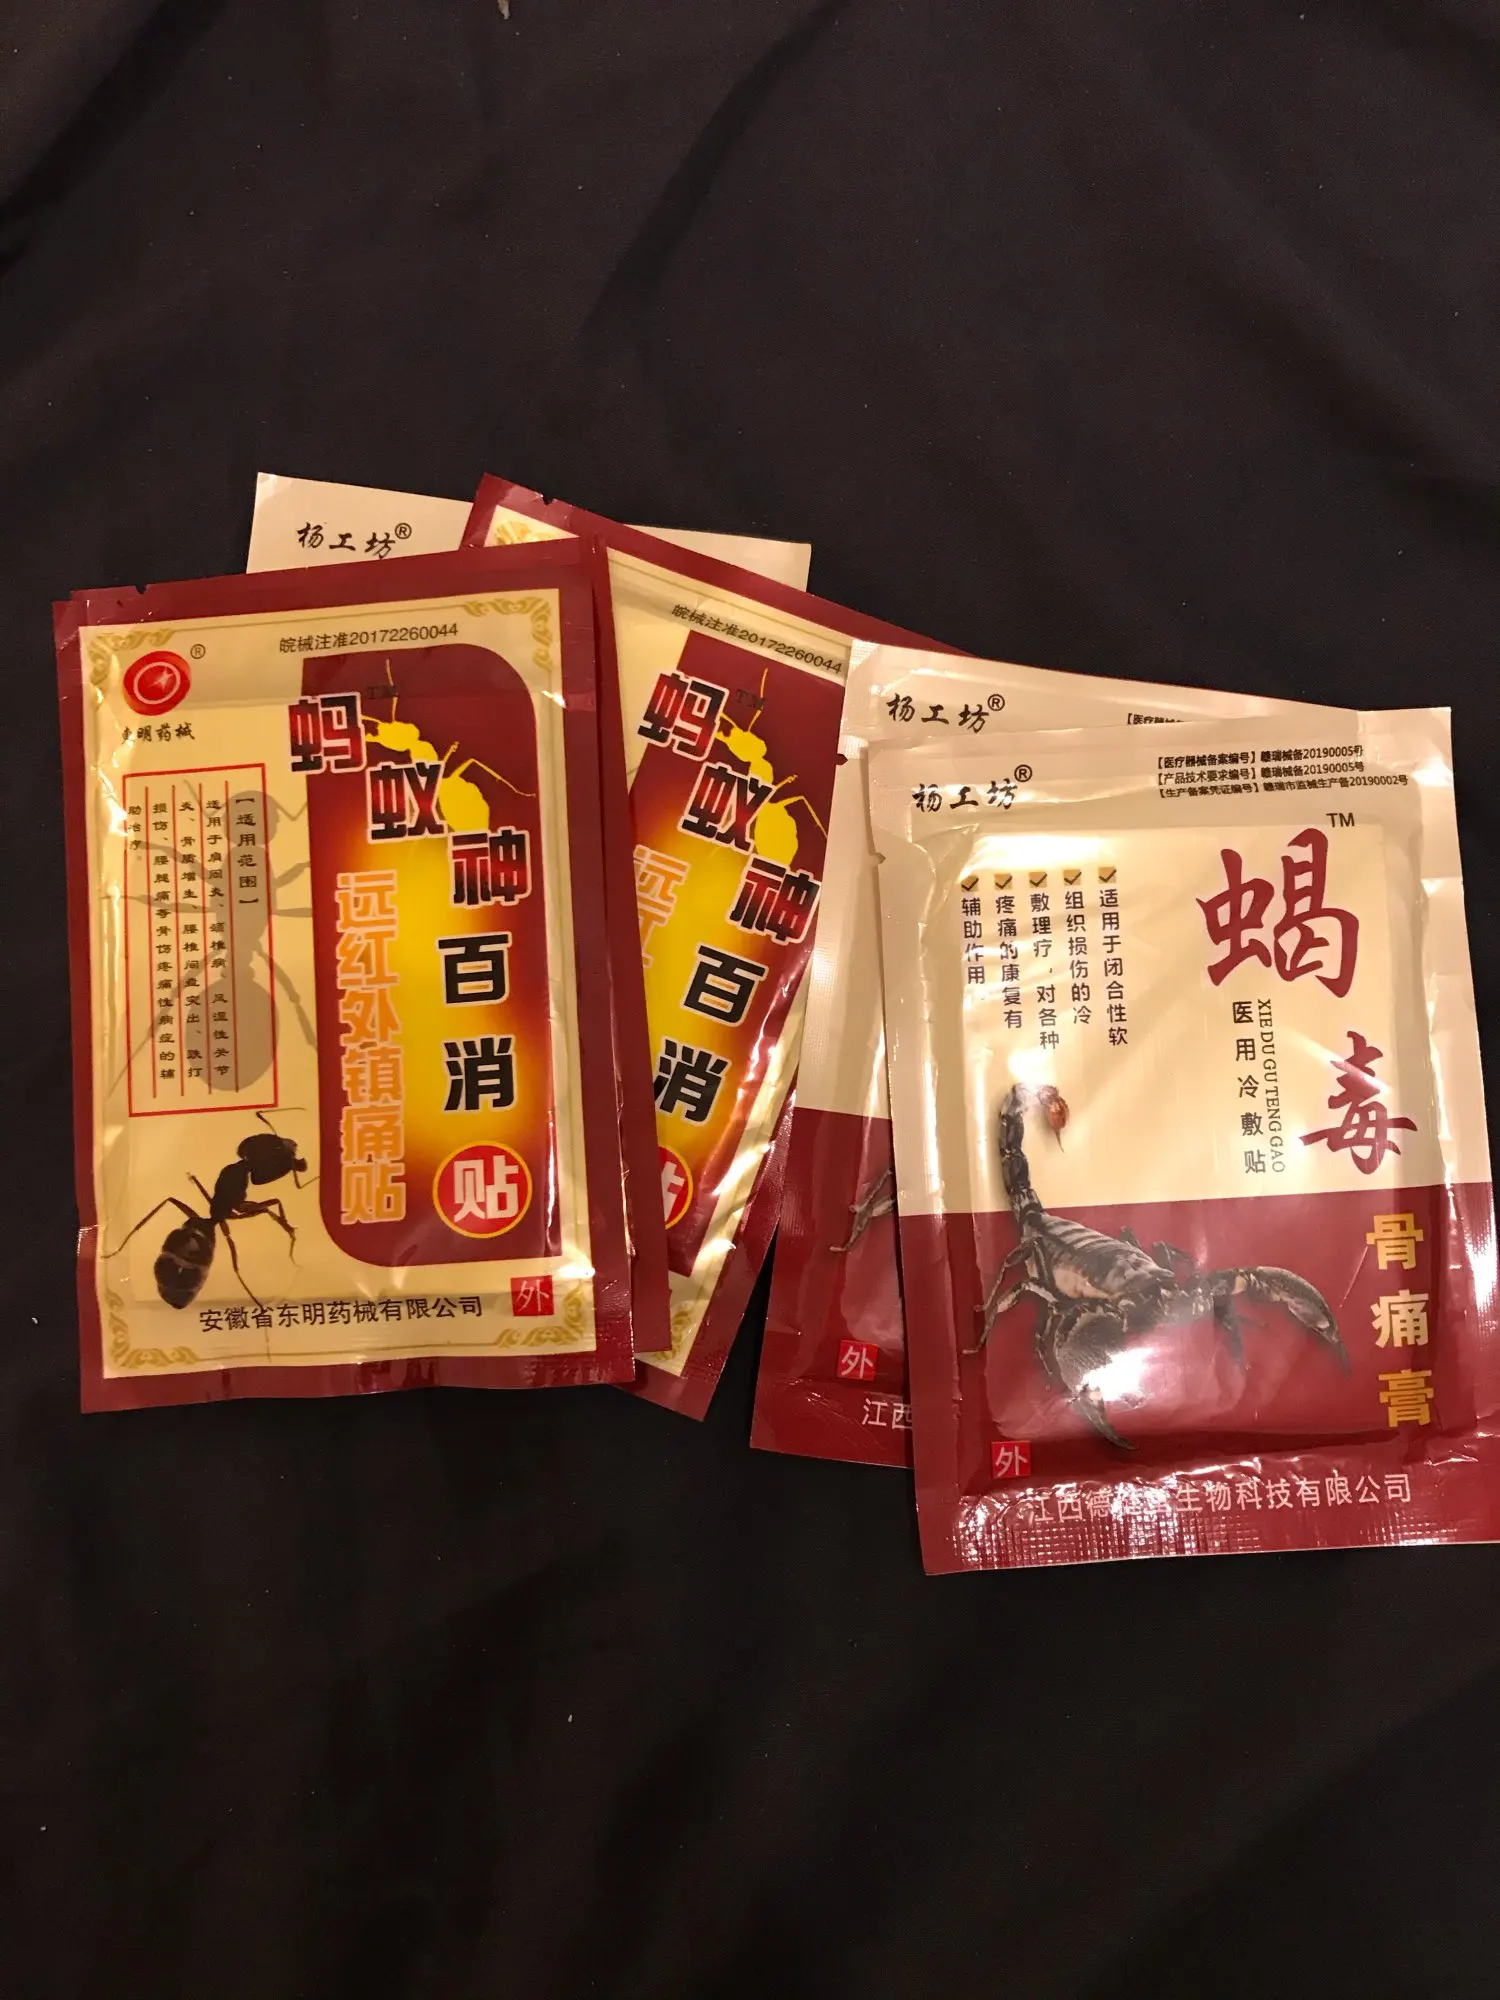 杨工坊®
皖械注准20172260044
®
东明药械
蚂蚁神百消贴
TM
远红外镇痛贴
【适用范围】
适用于肩周炎、颈椎病、风湿性关节
炎、骨质增生、腰椎间盘突出、跌打
损伤、腰腿痛等骨伤疼痛性病症的辅
助治疗。
安徽省东明药械有限公司
外
皖械注准20172260044
蚂蚁神百消
TM
远红
杨工坊®
【医疗器械备
外
江西
杨工坊®
【医疗器械备案编号】赣瑞械备20190005号
【产品技术要求编号】赣瑞械备20190005号
【生产备案凭证编号】赣瑞市监械生产备20190002号
TM
蝎毒
骨痛膏
XIE DU GU TENG GAO
医用冷敷贴
适用于闭合性软
组织损伤的冷
敷理疗，对各种
疼痛的康复有
辅助作用.
外
江西德
生物科技有限公司